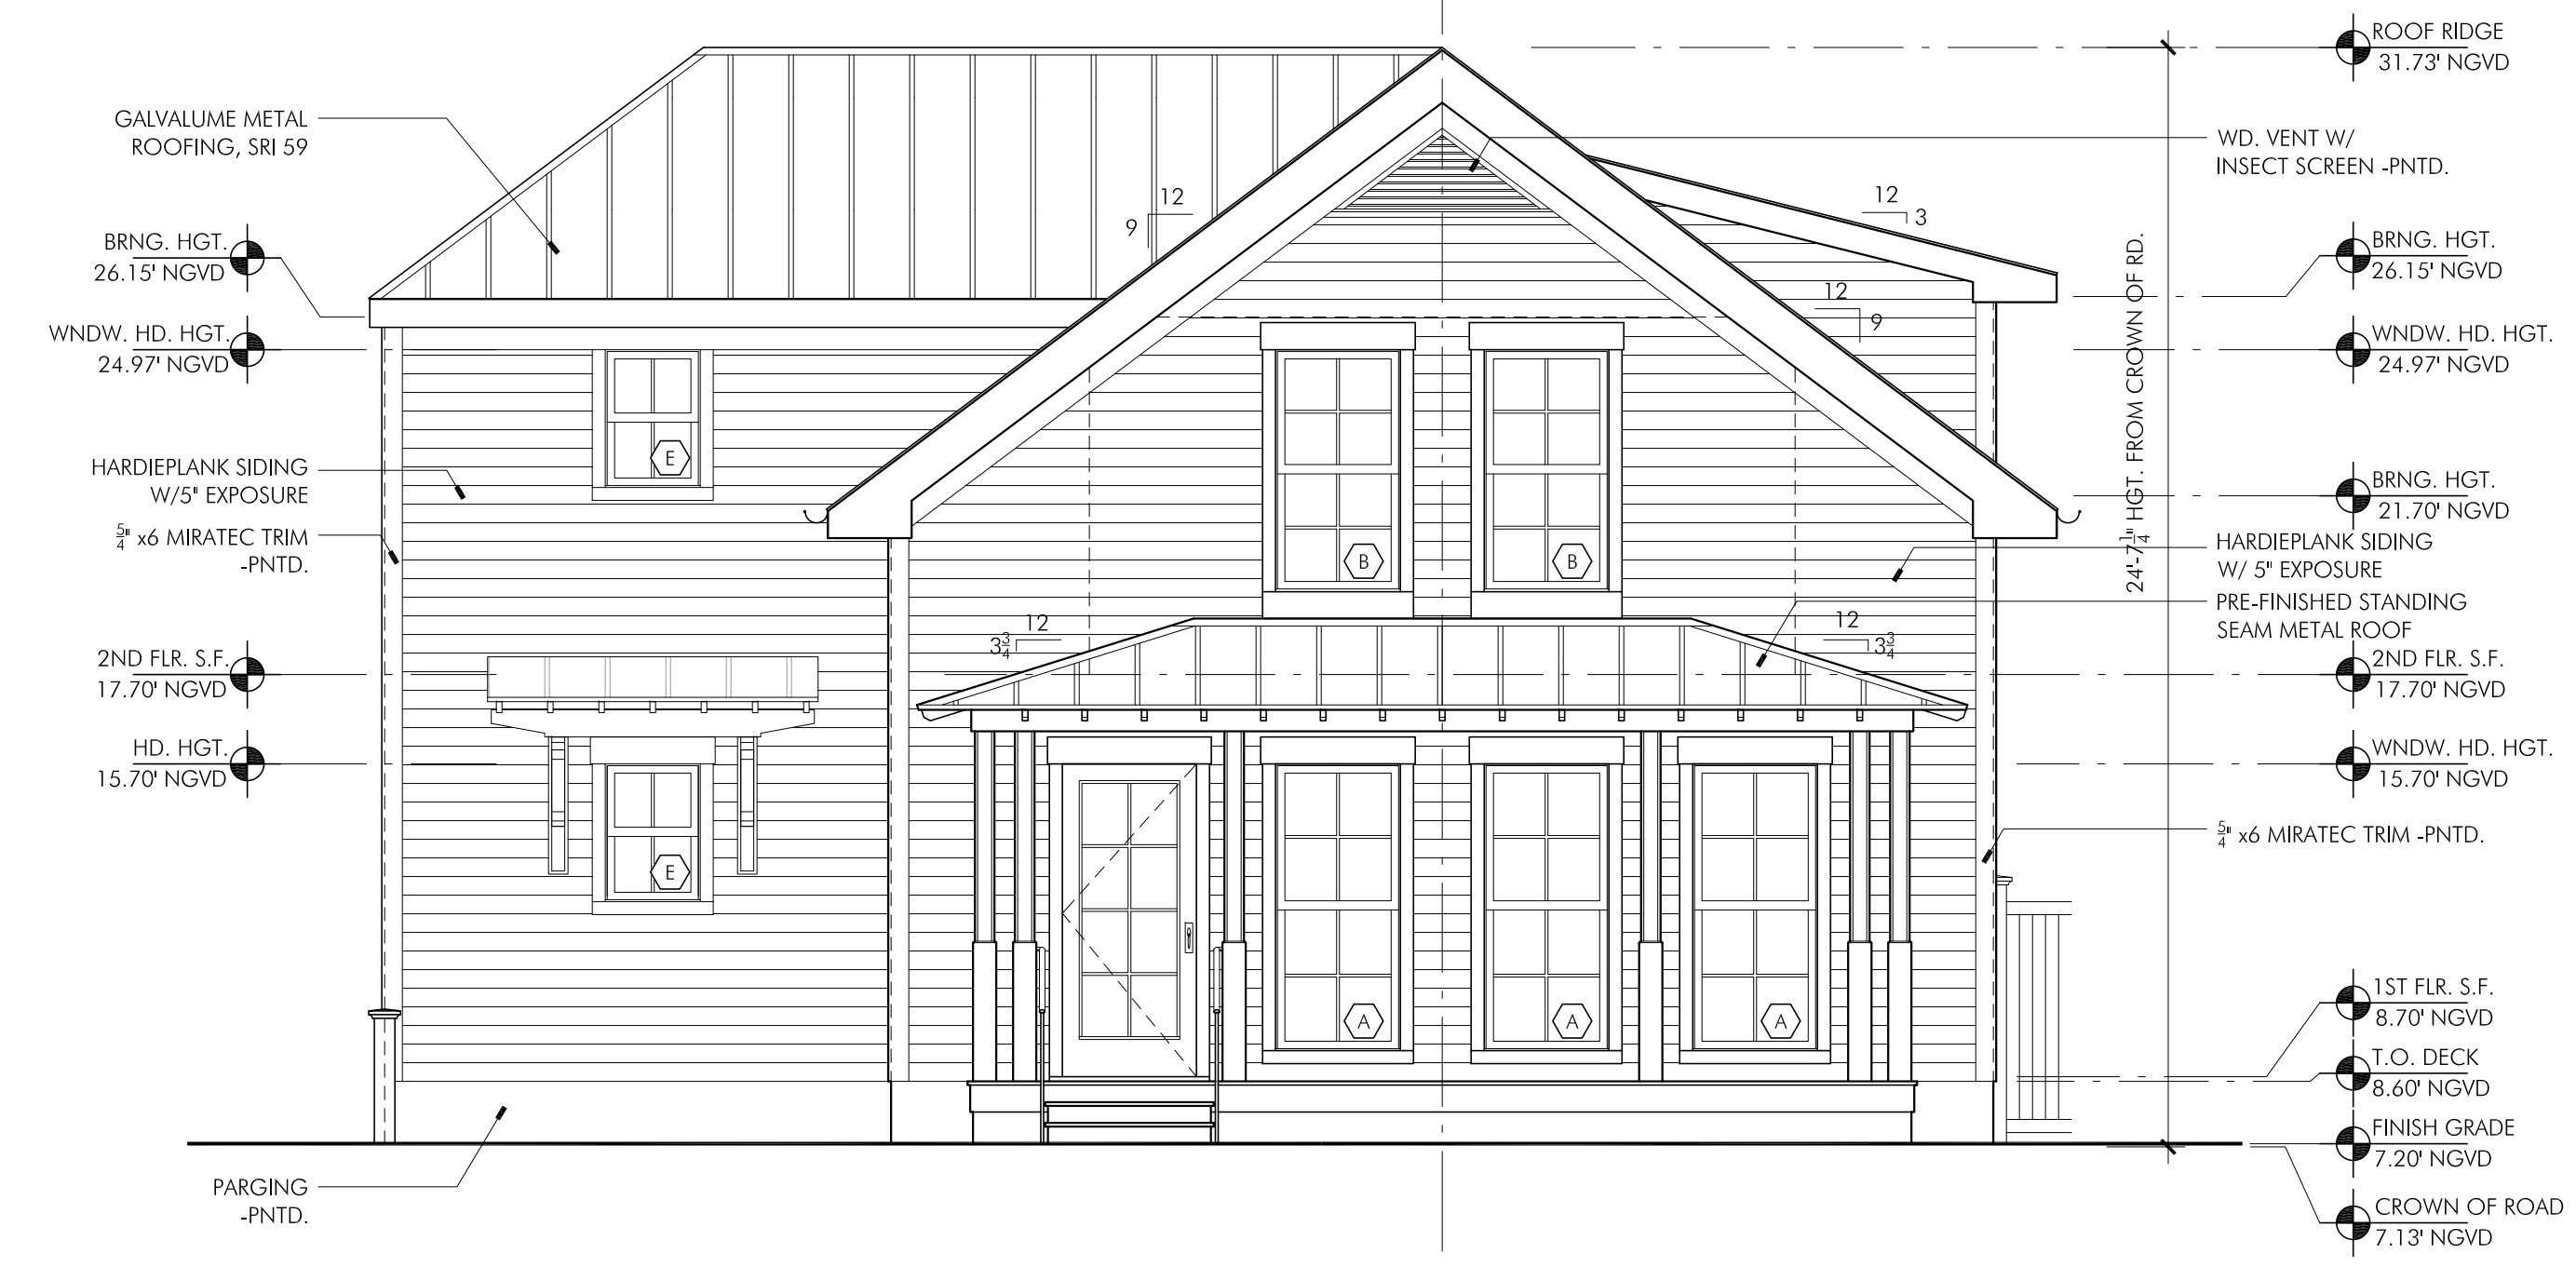 ROOF RIDGE
31.73' NGVD
GALVALUME METAL
ROOFING, SRI 59
WD. VENT W/
INSECT SCREEN -PNTD.
12
9
12
3
BRNG. HGT.
26.15' NGVD
BRNG. HGT.
26.15' NGVD
12
9
WNDW. HD. HGT.
24.97' NGVD
WNDW. HD. HGT.
24.97' NGVD
24'-7 1/4" HGT. FROM CROWN OF RD.
E
HARDIEPLANK SIDING
W/5" EXPOSURE
BRNG. HGT.
21.70' NGVD
5/4" x6 MIRATEC TRIM
-PNTD.
B
B
HARDIEPLANK SIDING
W/ 5" EXPOSURE
PRE-FINISHED STANDING
SEAM METAL ROOF
12
3 3/4
12
3 3/4
2ND FLR. S.F.
17.70' NGVD
2ND FLR. S.F.
17.70' NGVD
HD. HGT.
15.70' NGVD
WNDW. HD. HGT.
15.70' NGVD
5/4" x6 MIRATEC TRIM -PNTD.
E
A
A
A
1ST FLR. S.F.
8.70' NGVD
T.O. DECK
8.60' NGVD
FINISH GRADE
7.20' NGVD
PARGING
-PNTD.
CROWN OF ROAD
7.13' NGVD